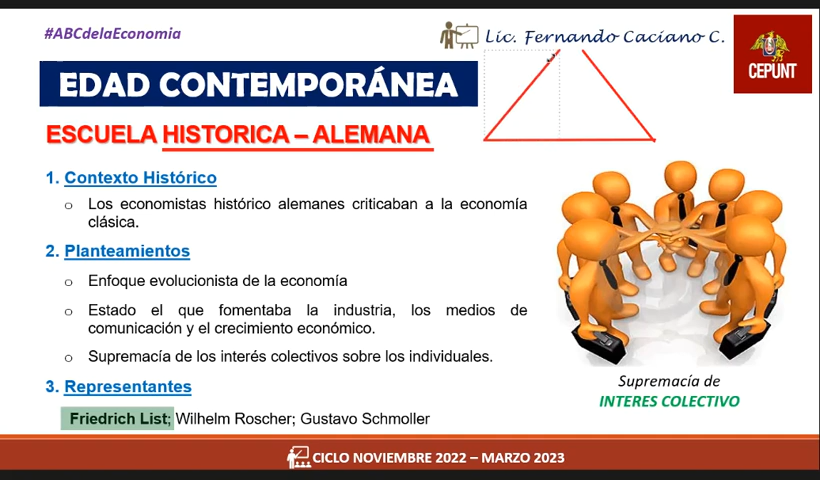 #ABCdelaEconomia
Lic. Fernando Caciano C.
CEPUNT
EDAD CONTEMPORÁNEA
ESCUELA HISTORICA – ALEMANA
1. Contexto Histórico
o Los economistas histórico alemanes criticaban a la economía
clásica.
2. Planteamientos
o Enfoque evolucionista de la economía
o Estado el que fomentaba la industria, los medios de
comunicación y el crecimiento económico.
o Supremacía de los interés colectivos sobre los individuales.
3. Representantes
Friedrich List; Wilhelm Roscher; Gustavo Schmoller
Supremacía de
INTERES COLECTIVO
CICLO NOVIEMBRE 2022 – MARZO 2023